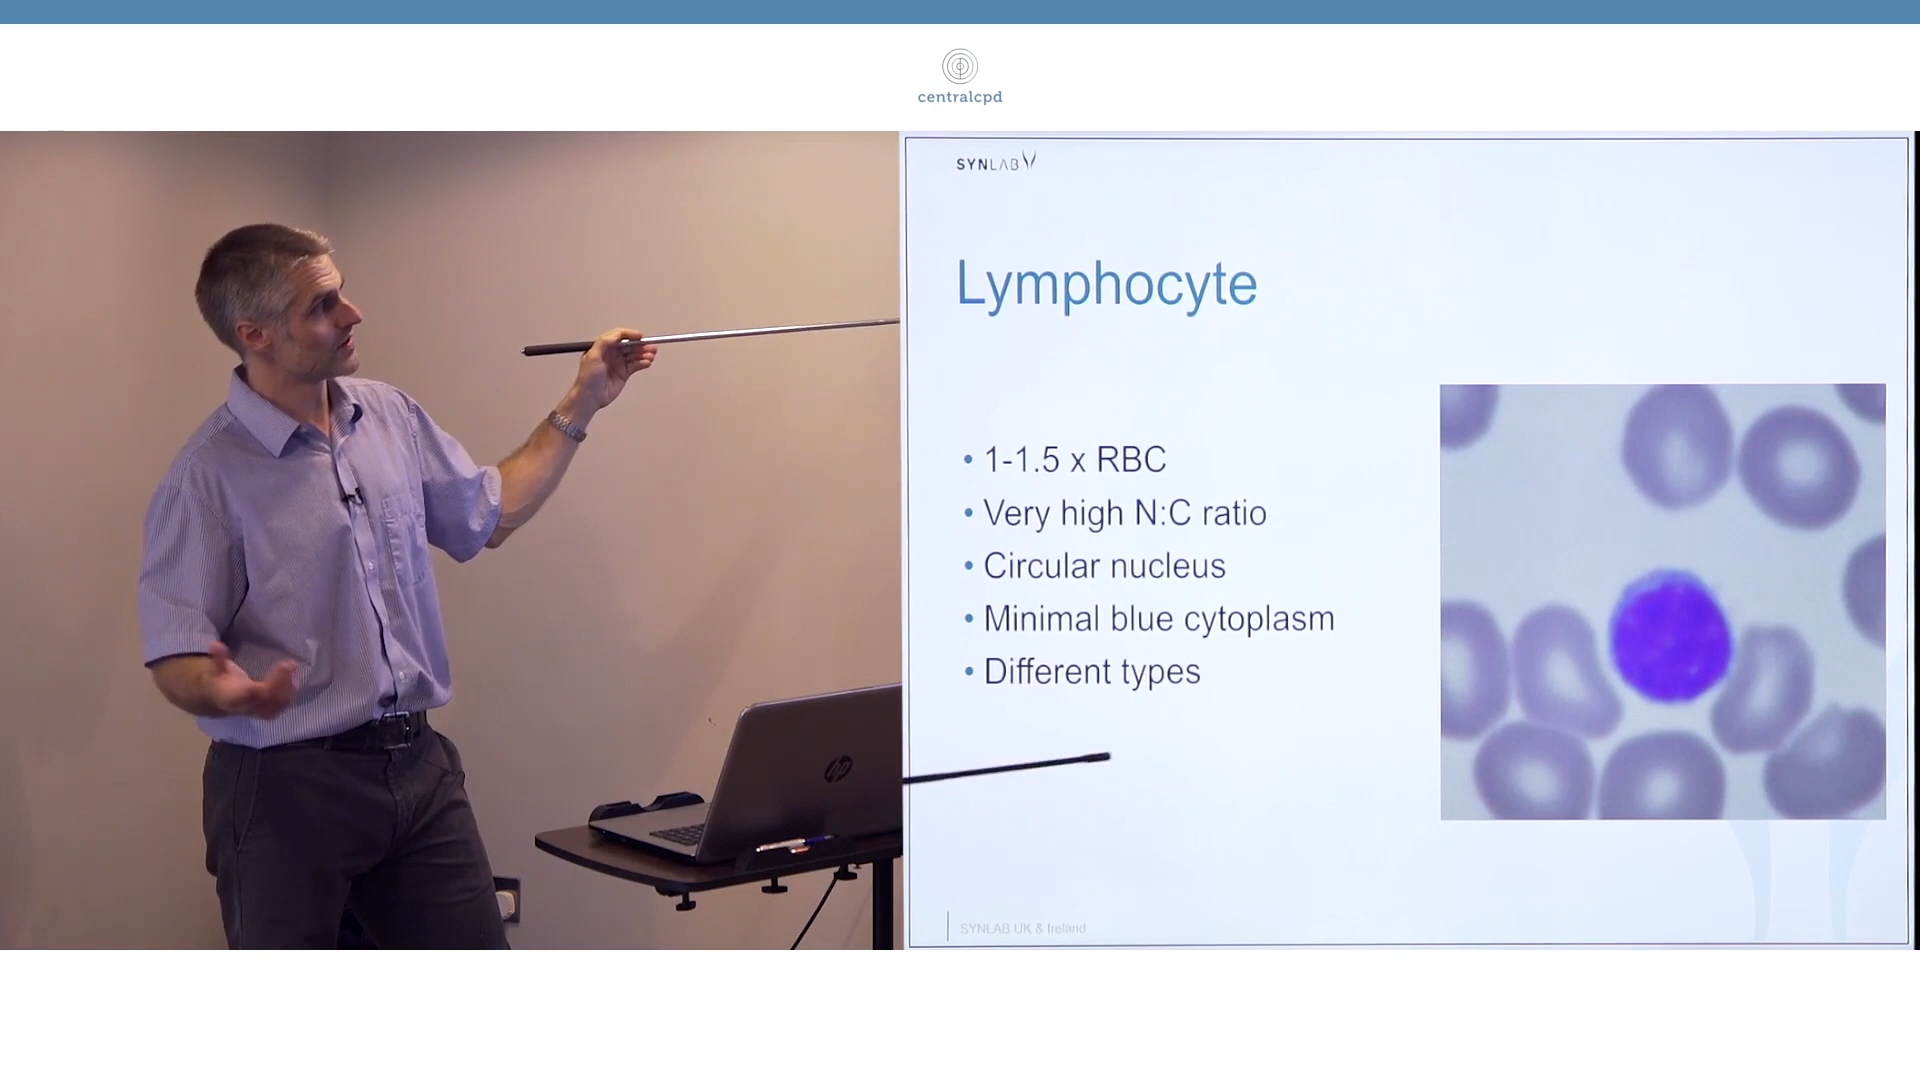 centralcpd
SYNLAB
Lymphocyte
• 1-1.5 x RBC
• Very high N:C ratio
• Circular nucleus
• Minimal blue cytoplasm
• Different types
hp
SYNLAB UK & Ireland